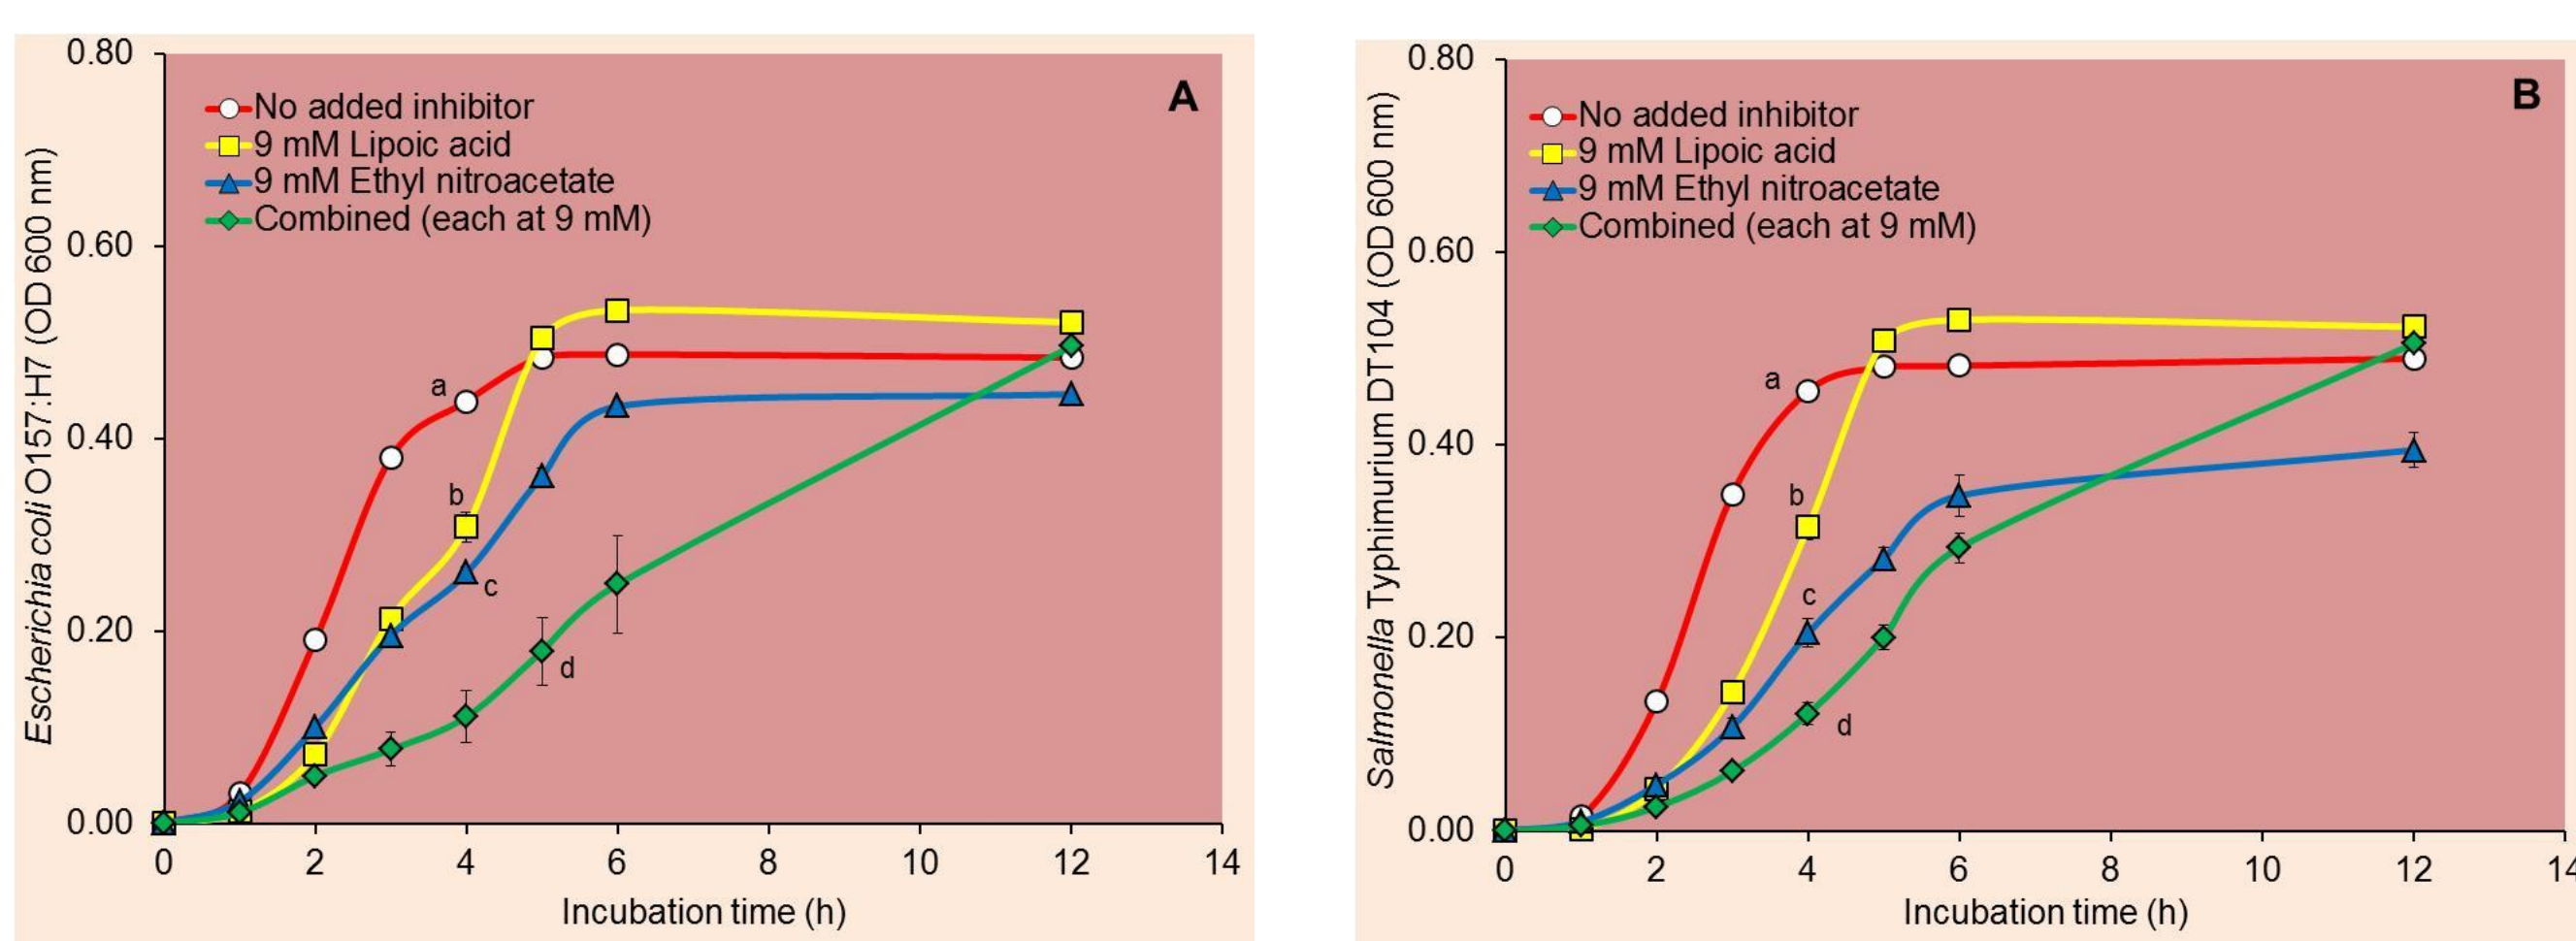 A
No added inhibitor
9 mM Lipoic acid
9 mM Ethyl nitroacetate
Combined (each at 9 mM)
Escherichia coli O157:H7 (OD 600 nm)
0.80
0.60
0.40
0.20
0.00
a
b
c
d
0 2 4 6 8 10 12 14
Incubation time (h)
B
No added inhibitor
9 mM Lipoic acid
9 mM Ethyl nitroacetate
Combined (each at 9 mM)
Salmonella Typhimurium DT104 (OD 600 nm)
0.80
0.60
0.40
0.20
0.00
a
b
c
d
0 2 4 6 8 10 12 14
Incubation time (h)